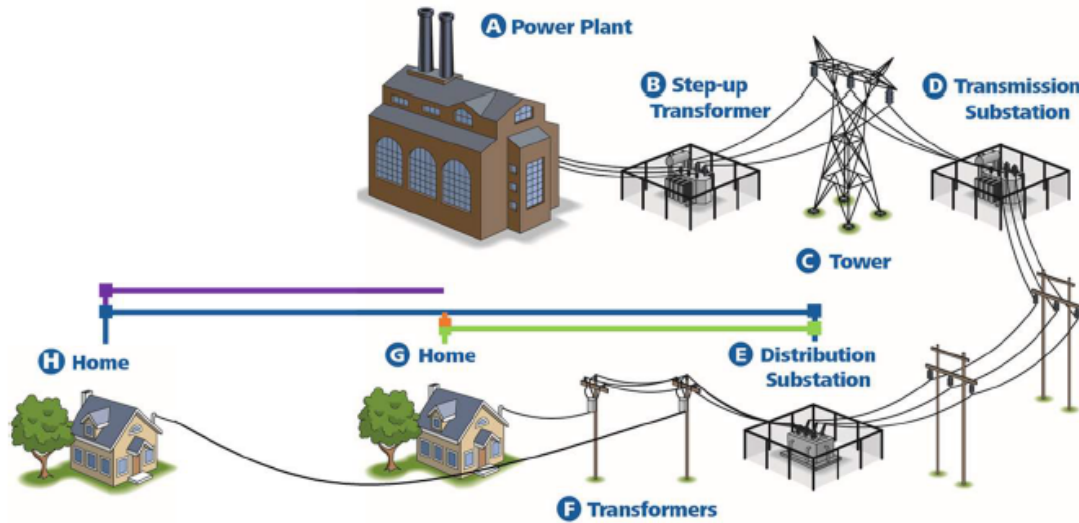 A Power Plant
B Step-up
Transformer
D Transmission
Substation
C Tower
H Home
G Home
E Distribution
Substation
F Transformers